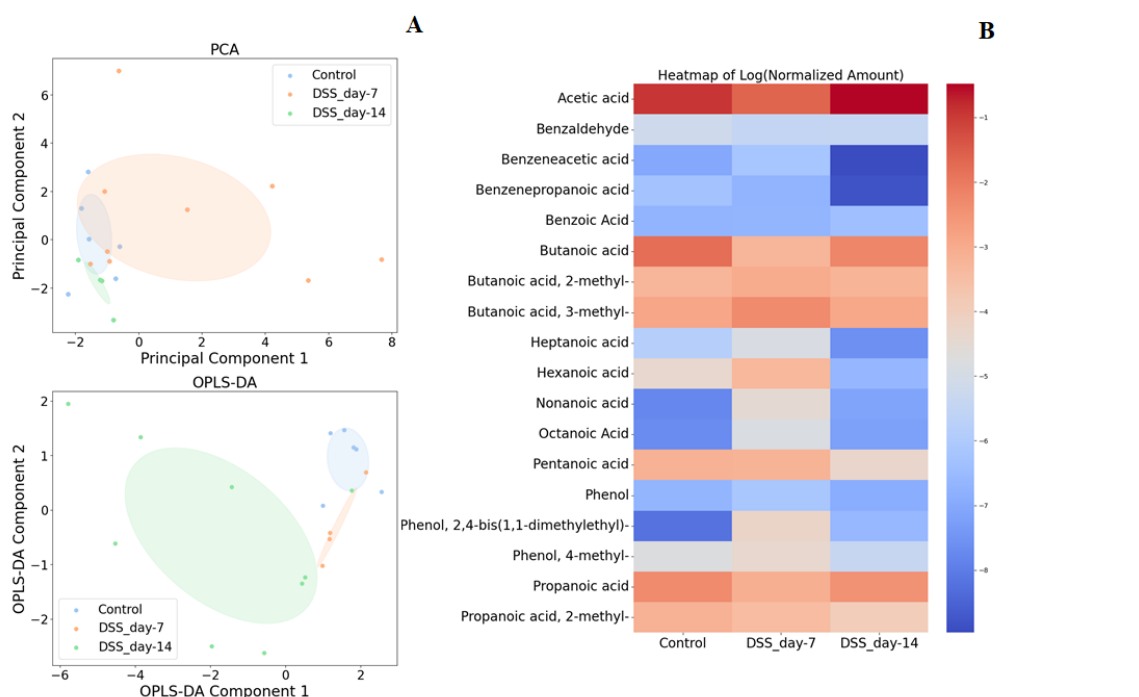 A
B
PCA
Control
DSS_day-7
DSS_day-14
Principal Component 2
6
4
2
0
−2
−2 0 2 4 6 8
Principal Component 1
OPLS-DA
OPLS-DA Component 2
2
1
0
−1
−2
Control
DSS_day-7
DSS_day-14
−6 −4 −2 0 2
OPLS-DA Component 1
Heatmap of Log(Normalized Amount)
Acetic acid
Benzaldehyde
Benzeneacetic acid
Benzenepropanoic acid
Benzoic Acid
Butanoic acid
Butanoic acid, 2-methyl-
Butanoic acid, 3-methyl-
Heptanoic acid
Hexanoic acid
Nonanoic acid
Octanoic Acid
Pentanoic acid
Phenol
Phenol, 2,4-bis(1,1-dimethylethyl)-
Phenol, 4-methyl-
Propanoic acid
Propanoic acid, 2-methyl-
Control DSS_day-7 DSS_day-14
−1
−2
−3
−4
−5
−6
−7
−8